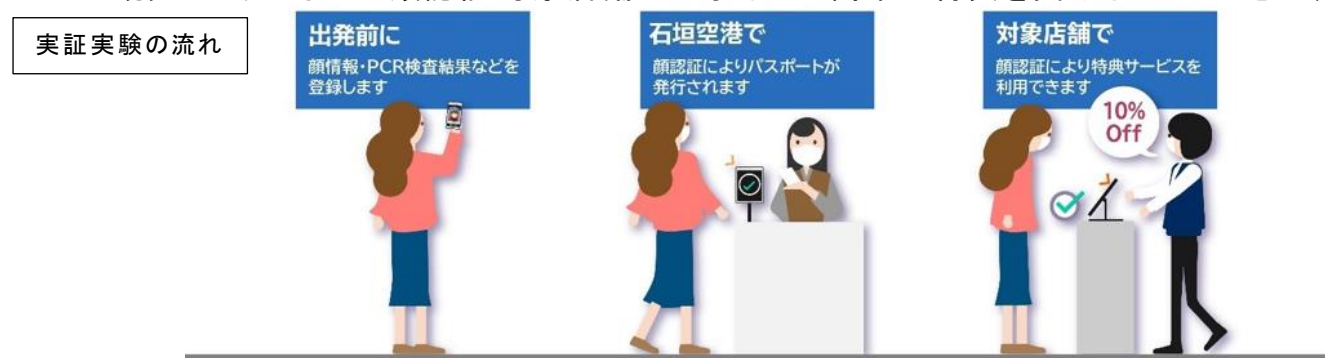 実証実験の流れ
出発前に
顔情報・PCR検査結果などを
登録します
石垣空港で
顔認証によりパスポートが
発行されます
対象店舗で
顔認証により特典サービスを
利用できます
10%
Off